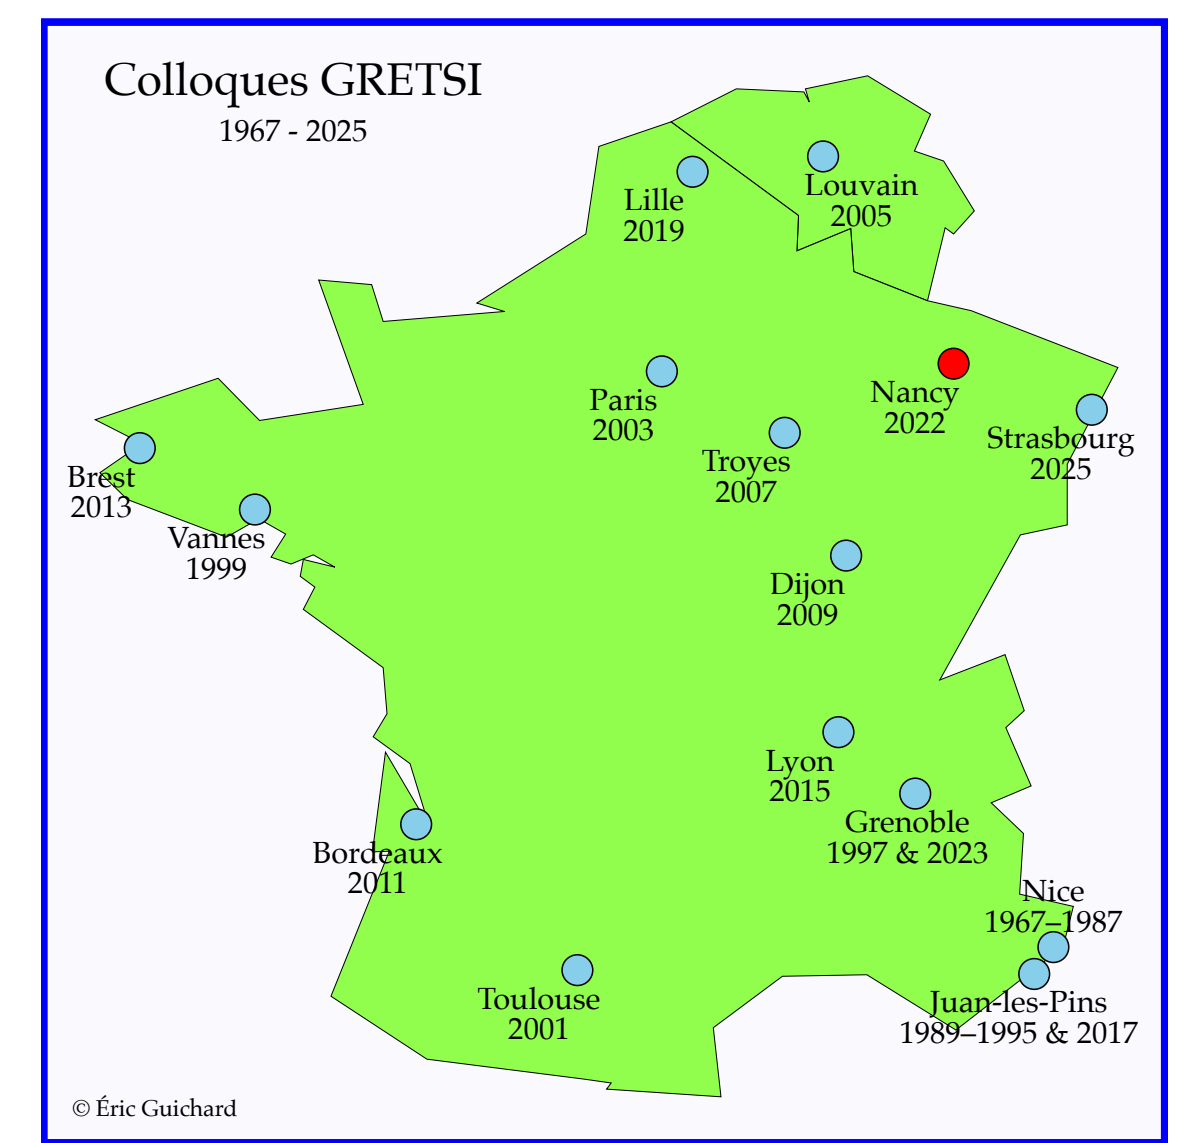 Colloques GRETSI
1967 - 2025
Louvain
2005
Lille
2019
Nancy
2022
Paris
2003
Strasbourg
2025
Troyes
2007
Brest
2013
Vannes
1999
Dijon
2009
Lyon
2015
Grenoble
1997 & 2023
Bordeaux
2011
Nice
1967–1987
Toulouse
2001
Juan-les-Pins
1989–1995 & 2017
© Éric Guichard